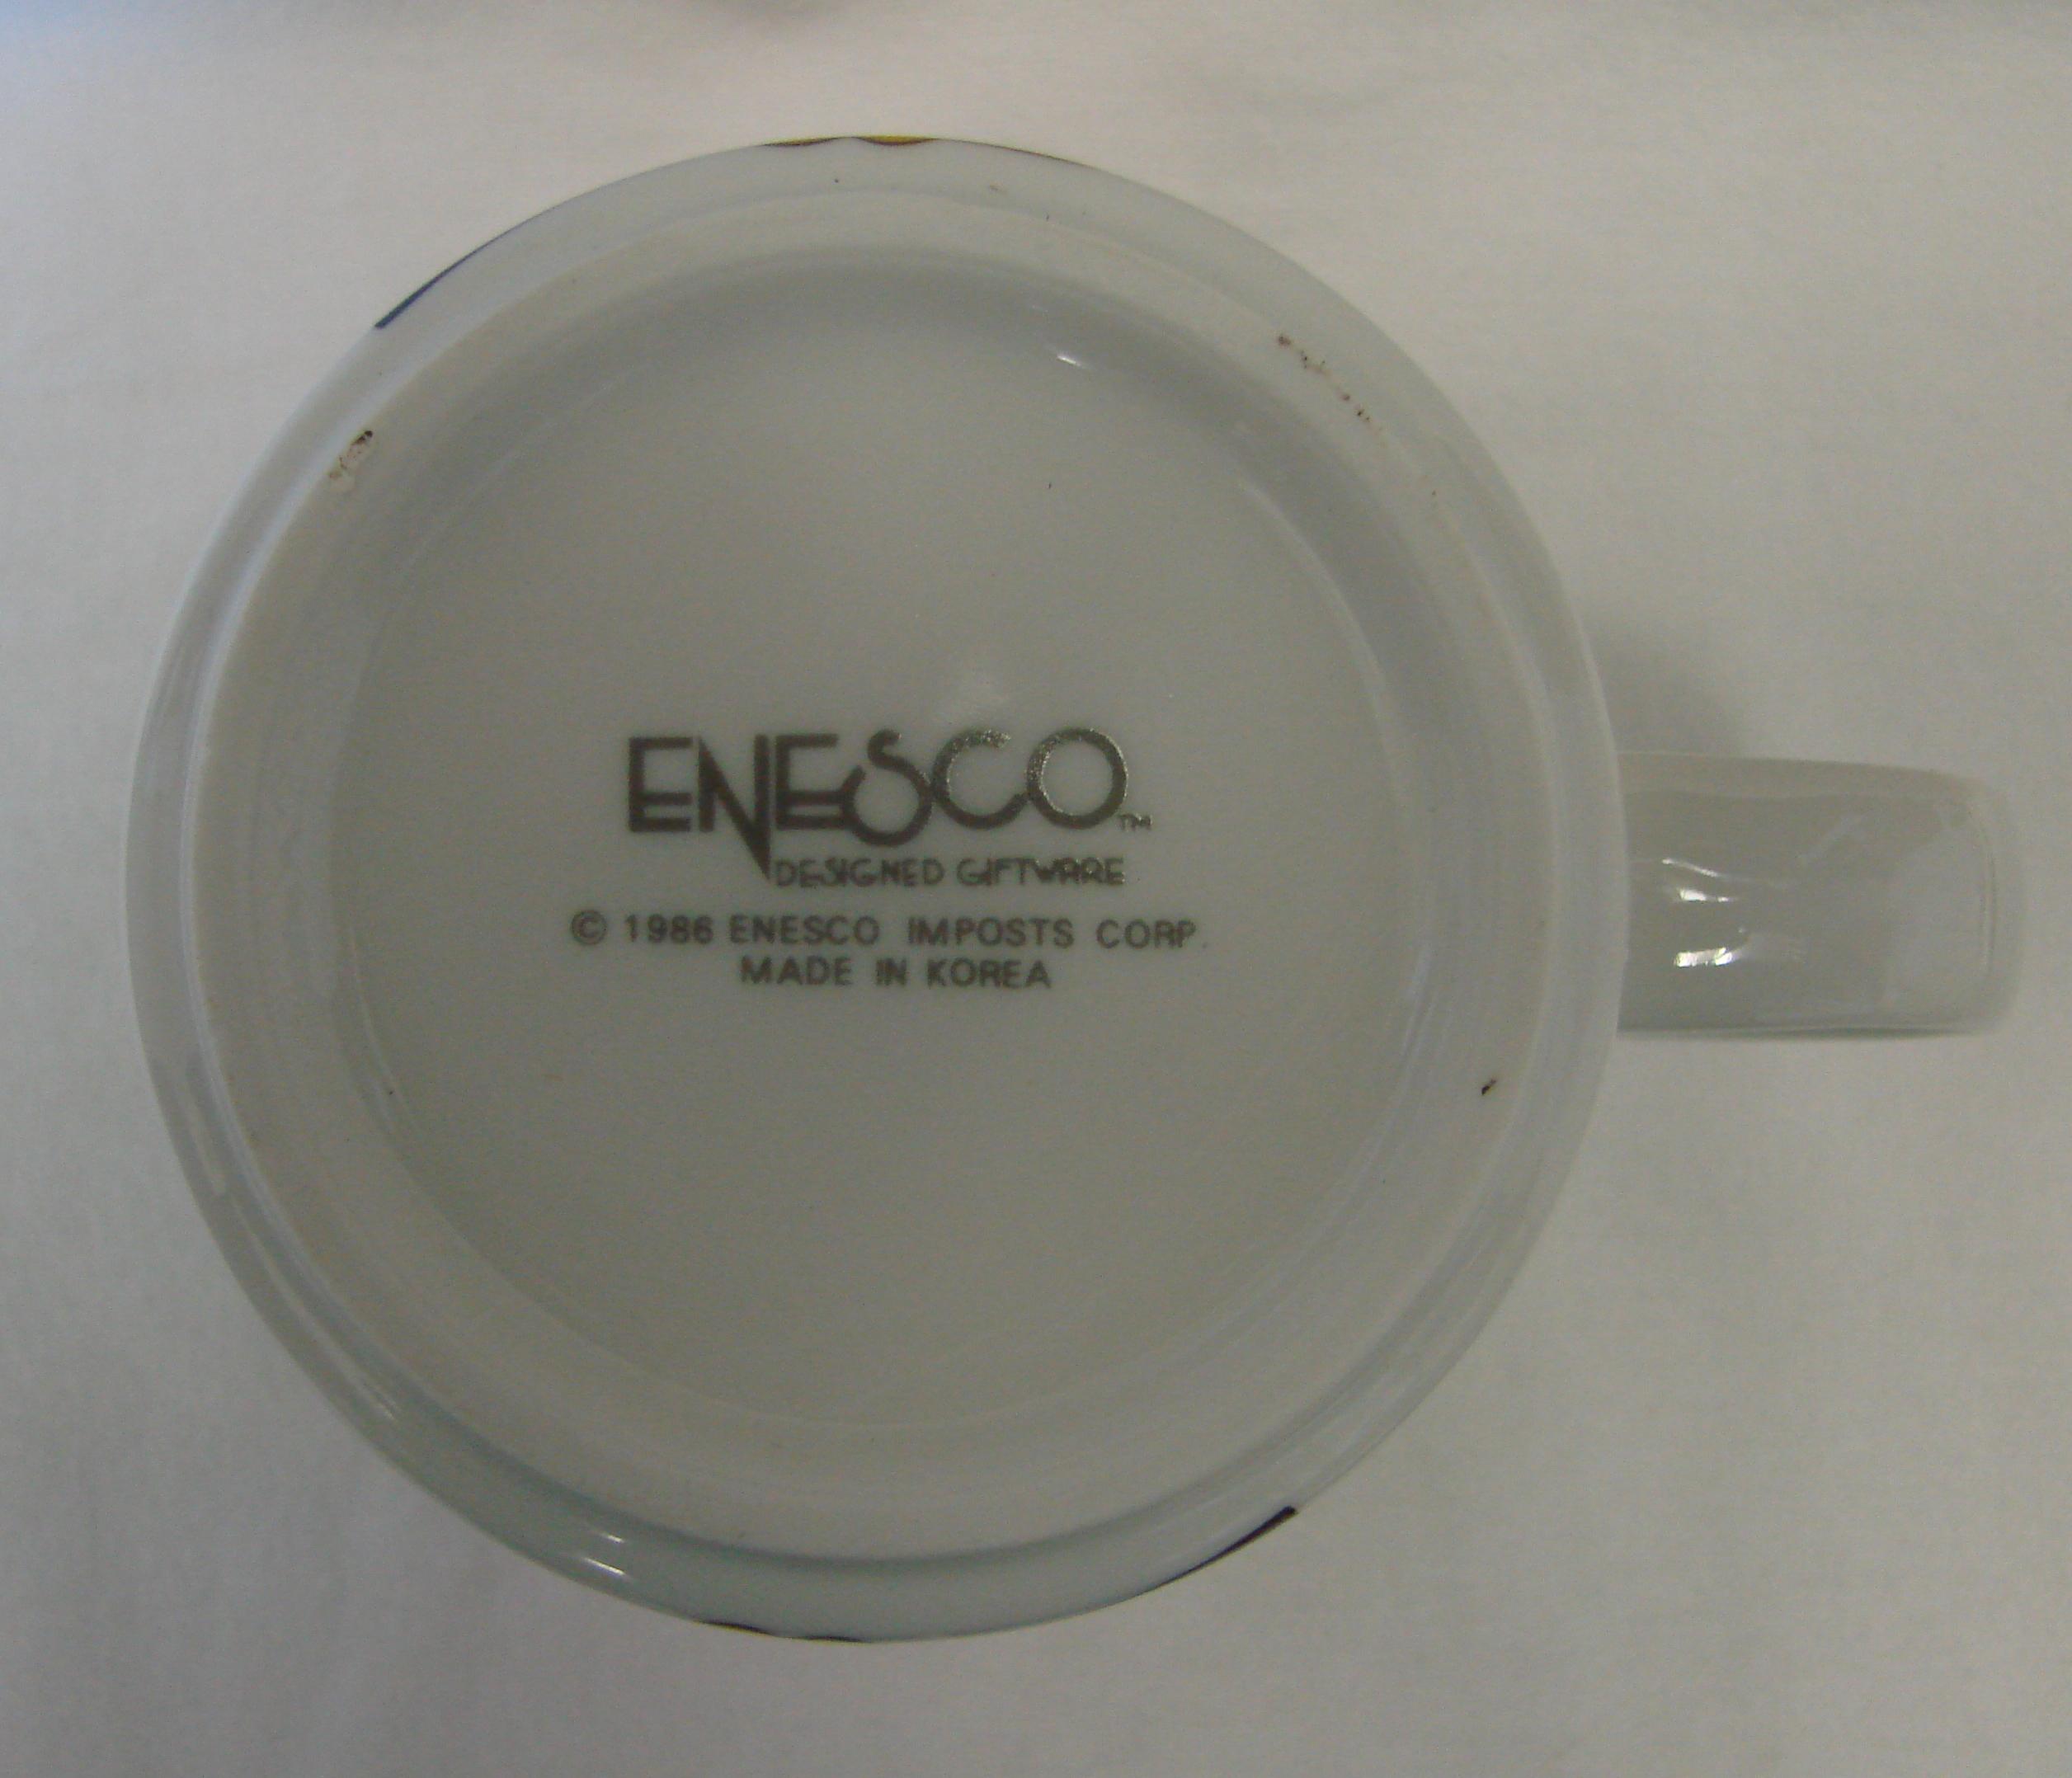 ENESCO™
DESIGNED GIFTWARE
© 1986 ENESCO IMPOSTS CORP.
MADE IN KOREA